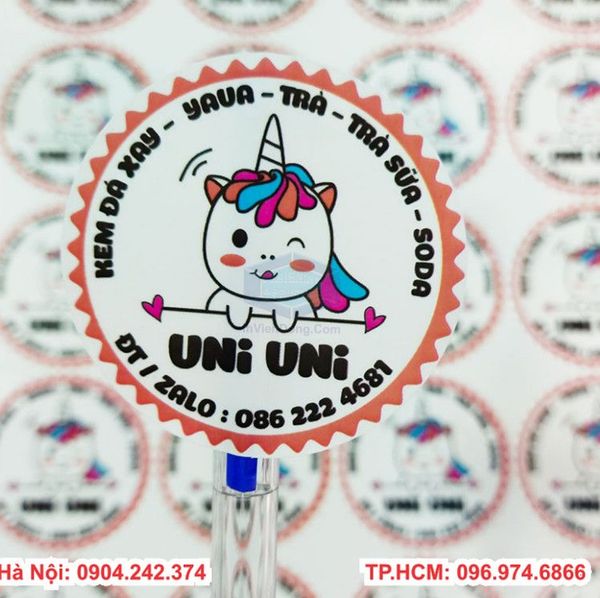 KEM ĐÁ XAY - YAUA - TRÀ - TRÀ SỮA - SODA
UNi UNi
ĐT / ZALO : 086 222 4681
Hà Nội: 0904.242.374
TP.HCM: 096.974.6866